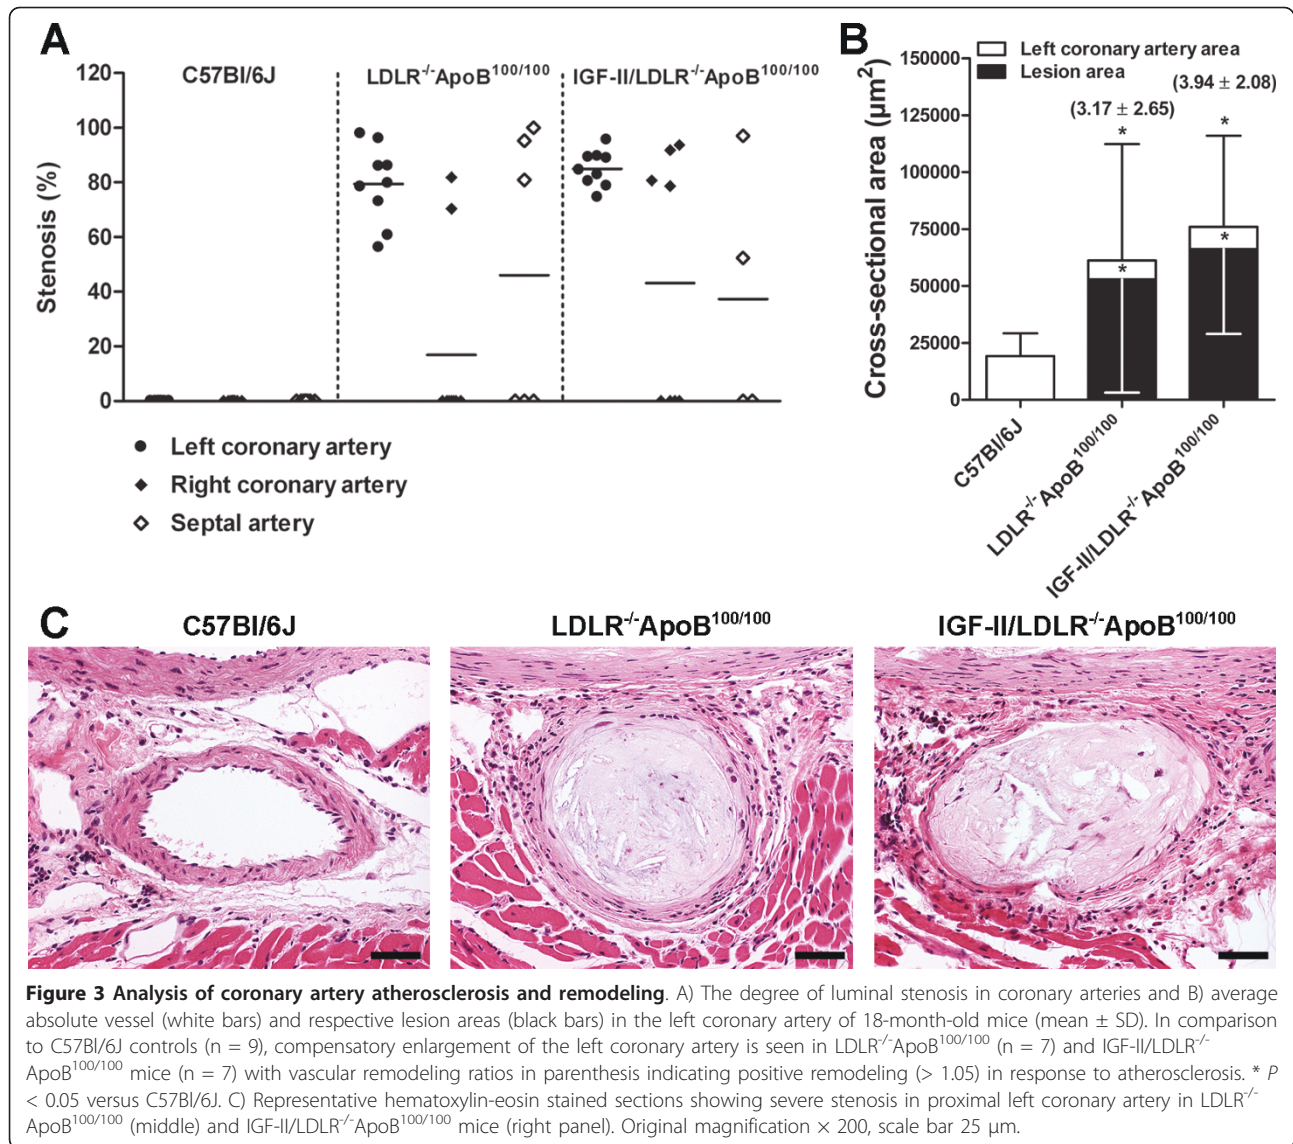 A
C57Bl/6J
LDLR⁻/⁻ApoB¹⁰⁰/¹⁰⁰
IGF-II/LDLR⁻/⁻ApoB¹⁰⁰/¹⁰⁰
Stenosis (%)
120
100
80
60
40
20
0
Left coronary artery
Right coronary artery
Septal artery
B
Cross-sectional area (µm²)
150000
125000
100000
75000
50000
25000
0
Left coronary artery area
Lesion area
(3.17 ± 2.65)
(3.94 ± 2.08)
*
*
*
*
C57Bl/6J
LDLR⁻/⁻ApoB¹⁰⁰/¹⁰⁰
IGF-II/LDLR⁻/⁻ApoB¹⁰⁰/¹⁰⁰
C
C57Bl/6J
LDLR⁻/⁻ApoB¹⁰⁰/¹⁰⁰
IGF-II/LDLR⁻/⁻ApoB¹⁰⁰/¹⁰⁰
Figure 3 Analysis of coronary artery atherosclerosis and remodeling. A) The degree of luminal stenosis in coronary arteries and B) average
absolute vessel (white bars) and respective lesion areas (black bars) in the left coronary artery of 18-month-old mice (mean ± SD). In comparison
to C57Bl/6J controls (n = 9), compensatory enlargement of the left coronary artery is seen in LDLR⁻/⁻ApoB¹⁰⁰/¹⁰⁰ (n = 7) and IGF-II/LDLR⁻/⁻
ApoB¹⁰⁰/¹⁰⁰ mice (n = 7) with vascular remodeling ratios in parenthesis indicating positive remodeling (> 1.05) in response to atherosclerosis. * P
< 0.05 versus C57Bl/6J. C) Representative hematoxylin-eosin stained sections showing severe stenosis in proximal left coronary artery in LDLR⁻/⁻
ApoB¹⁰⁰/¹⁰⁰ (middle) and IGF-II/LDLR⁻/⁻ApoB¹⁰⁰/¹⁰⁰ mice (right panel). Original magnification × 200, scale bar 25 µm.